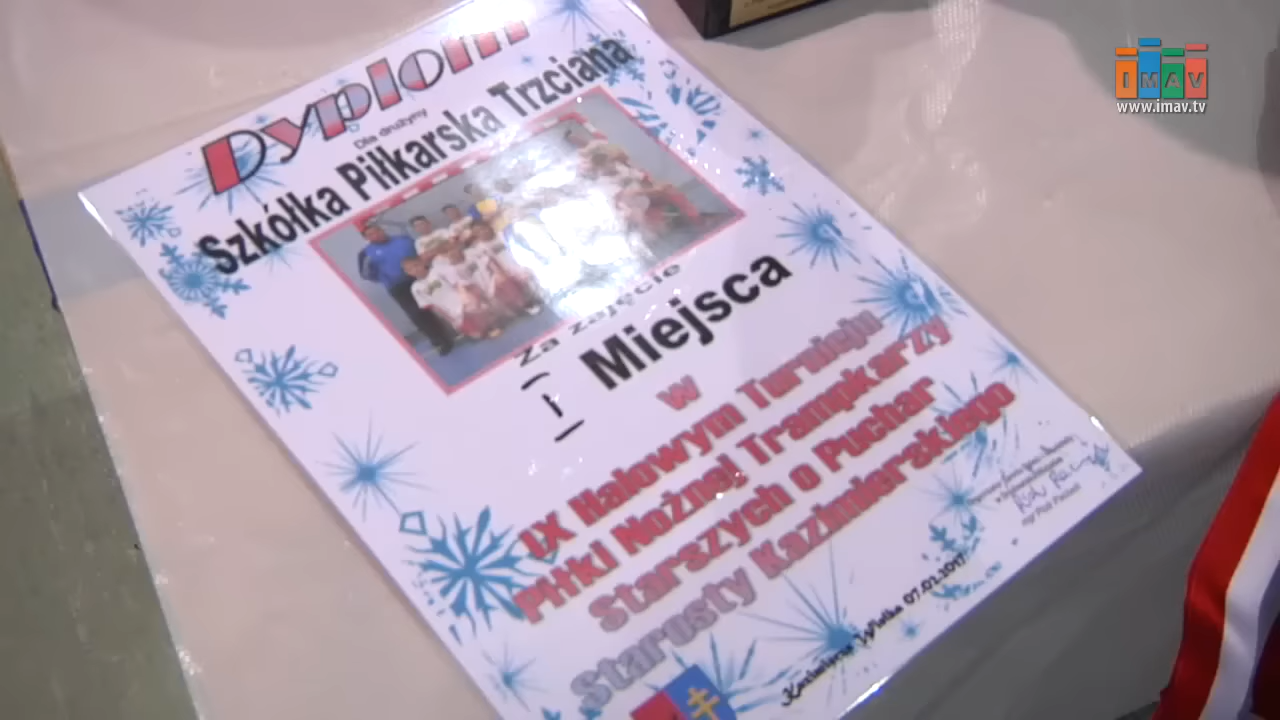 Dyplom
Dla drużyny
Szkółka Piłkarska Trzciana
Za zajęcie
I Miejsca
w
IX Halowym Turnieju
Piłki Nożnej Trampkarzy
Starszych o Puchar
Starosty Kazimierskiego
Kazimierza Wielka 07.02.2017
IMAV
www.imav.tv